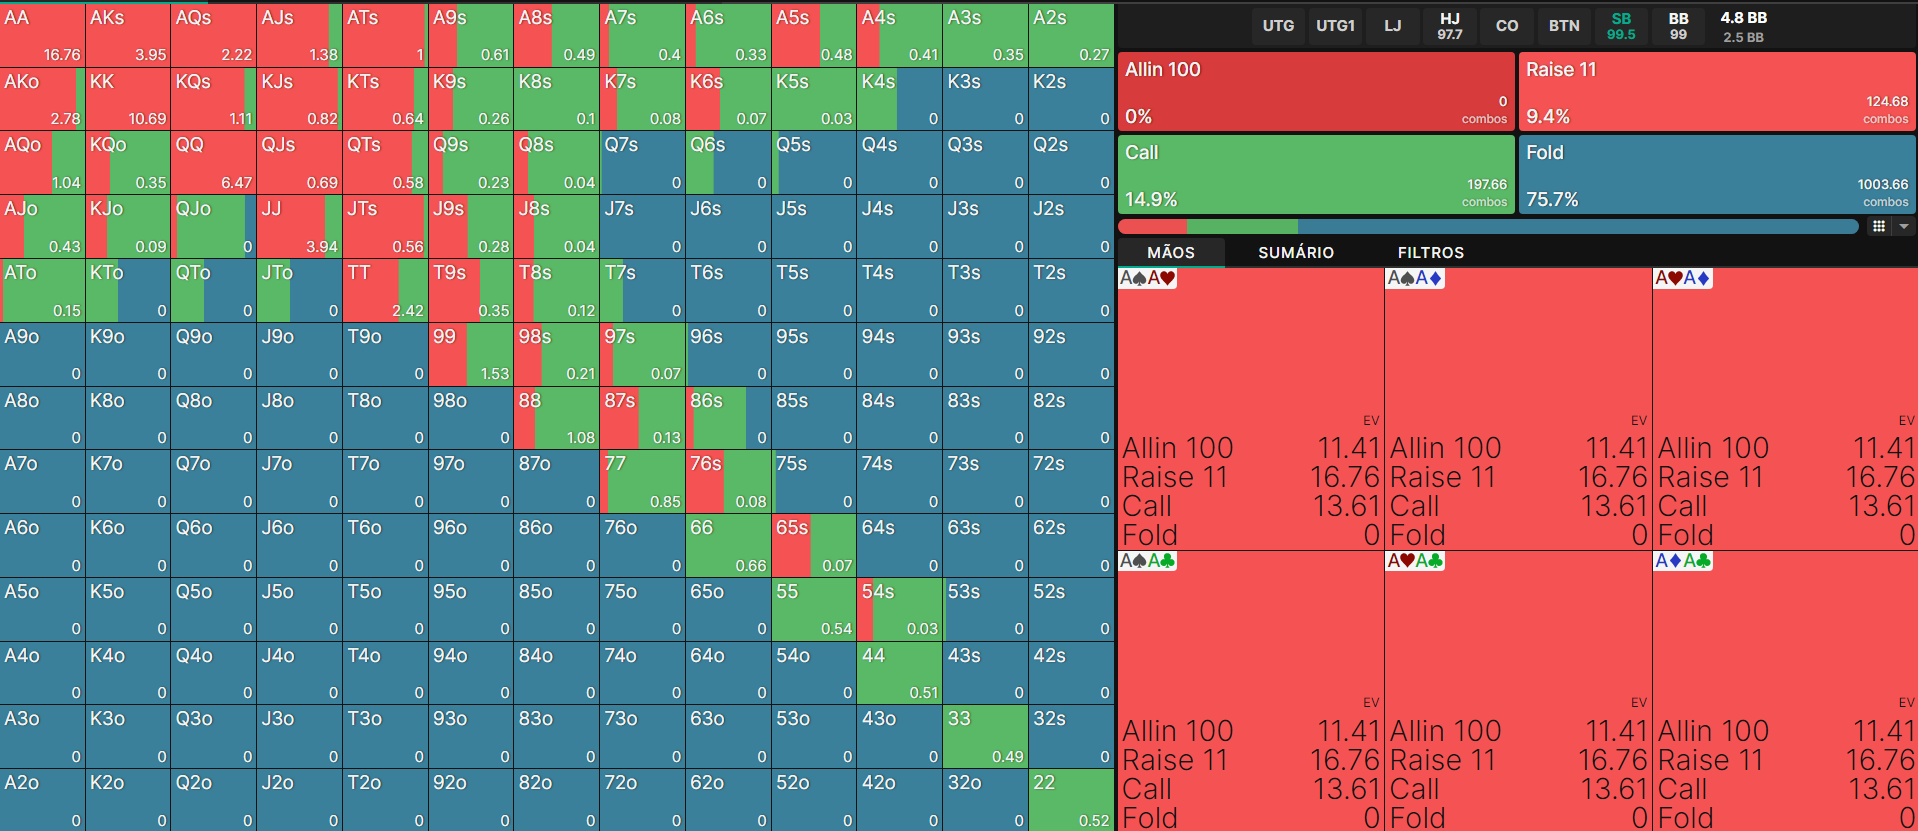 AA AKs AQs AJs ATs A9s A8s A7s A6s A5s A4s A3s A2s
16.76 3.95 2.22 1.38 1 0.61 0.49 0.4 0.33 0.48 0.41 0.35 0.27
AKo KK KQs KJs KTs K9s K8s K7s K6s K5s K4s K3s K2s
2.78 10.69 1.11 0.82 0.64 0.26 0.1 0.08 0.07 0.03 0 0 0
AQo KQo QQ QJs QTs Q9s Q8s Q7s Q6s Q5s Q4s Q3s Q2s
1.04 0.35 6.47 0.69 0.58 0.23 0.04 0 0 0 0 0 0
AJo KJo QJo JJ JTs J9s J8s J7s J6s J5s J4s J3s J2s
0.43 0.09 0 3.94 0.56 0.28 0.04 0 0 0 0 0 0
ATo KTo QTo JTo TT T9s T8s T7s T6s T5s T4s T3s T2s
0.15 0 0 0 2.42 0.35 0.12 0 0 0 0 0 0
A9o K9o Q9o J9o T9o 99 98s 97s 96s 95s 94s 93s 92s
0 0 0 0 0 1.53 0.21 0.07 0 0 0 0 0
A8o K8o Q8o J8o T8o 98o 88 87s 86s 85s 84s 83s 82s
0 0 0 0 0 0 1.08 0.13 0 0 0 0 0
A7o K7o Q7o J7o T7o 97o 87o 77 76s 75s 74s 73s 72s
0 0 0 0 0 0 0 0.85 0.08 0 0 0 0
A6o K6o Q6o J6o T6o 96o 86o 76o 66 65s 64s 63s 62s
0 0 0 0 0 0 0 0 0.66 0.07 0 0 0
A5o K5o Q5o J5o T5o 95o 85o 75o 65o 55 54s 53s 52s
0 0 0 0 0 0 0 0 0 0.54 0.03 0 0
A4o K4o Q4o J4o T4o 94o 84o 74o 64o 54o 44 43s 42s
0 0 0 0 0 0 0 0 0 0 0.51 0 0
A3o K3o Q3o J3o T3o 93o 83o 73o 63o 53o 43o 33 32s
0 0 0 0 0 0 0 0 0 0 0 0.49 0
A2o K2o Q2o J2o T2o 92o 82o 72o 62o 52o 42o 32o 22
0 0 0 0 0 0 0 0 0 0 0 0 0.52
UTG UTG1 LJ HJ CO BTN SB BB 4.8 BB
97.7 99.5 99 2.5 BB
Allin 100 Raise 11
0 124.68
0% combos 9.4% combos
Call Fold
197.66 1003.66
14.9% combos 75.7% combos
MÃOS SUMÁRIO FILTROS
A♠A♥ A♠A♦ A♥A♦
EV EV EV
Allin 100 11.41 Allin 100 11.41 Allin 100 11.41
Raise 11 16.76 Raise 11 16.76 Raise 11 16.76
Call 13.61 Call 13.61 Call 13.61
Fold 0 Fold 0 Fold 0
A♠A♣ A♥A♣ A♦A♣
EV EV EV
Allin 100 11.41 Allin 100 11.41 Allin 100 11.41
Raise 11 16.76 Raise 11 16.76 Raise 11 16.76
Call 13.61 Call 13.61 Call 13.61
Fold 0 Fold 0 Fold 0